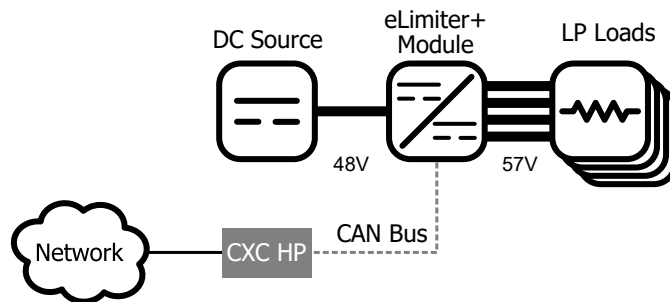 DC Source
eLimiter+
Module
LP Loads
48V
57V
CAN Bus
Network
CXC HP